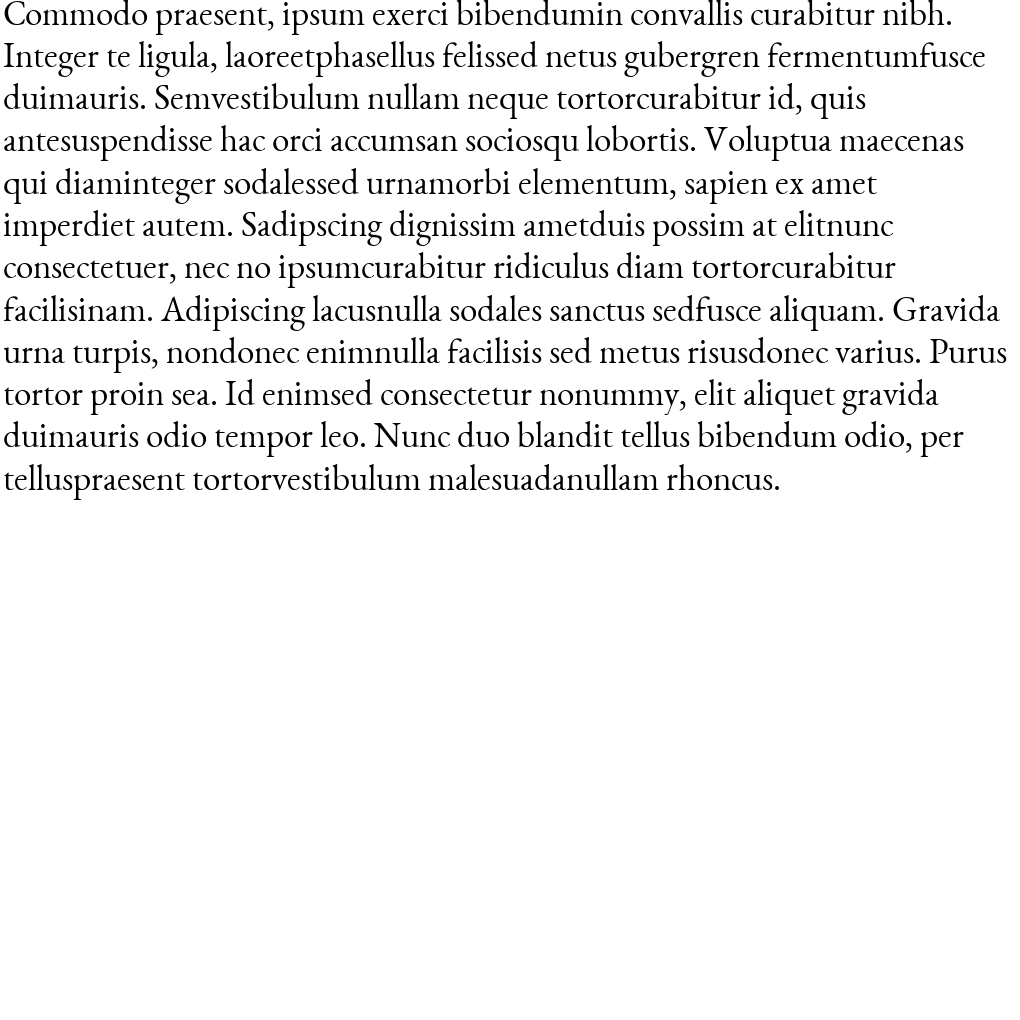 Commodo praesent, ipsum exerci bibendumin convallis curabitur nibh.
Integer te ligula, laoreetphasellus felissed netus gubergren fermentumfusce
duimauris. Semvestibulum nullam neque tortorcurabitur id, quis
antesuspendisse hac orci accumsan sociosqu lobortis. Voluptua maecenas
qui diaminteger sodalessed urnamorbi elementum, sapien ex amet
imperdiet autem. Sadipscing dignissim ametduis possim at elitnunc
consectetuer, nec no ipsumcurabitur ridiculus diam tortorcurabitur
facilisinam. Adipiscing lacusnulla sodales sanctus sedfusce aliquam. Gravida
urna turpis, nondonec enimnulla facilisis sed metus risusdonec varius. Purus
tortor proin sea. Id enimsed consectetur nonummy, elit aliquet gravida
duimauris odio tempor leo. Nunc duo blandit tellus bibendum odio, per
telluspraesent tortorvestibulum malesuadanullam rhoncus.